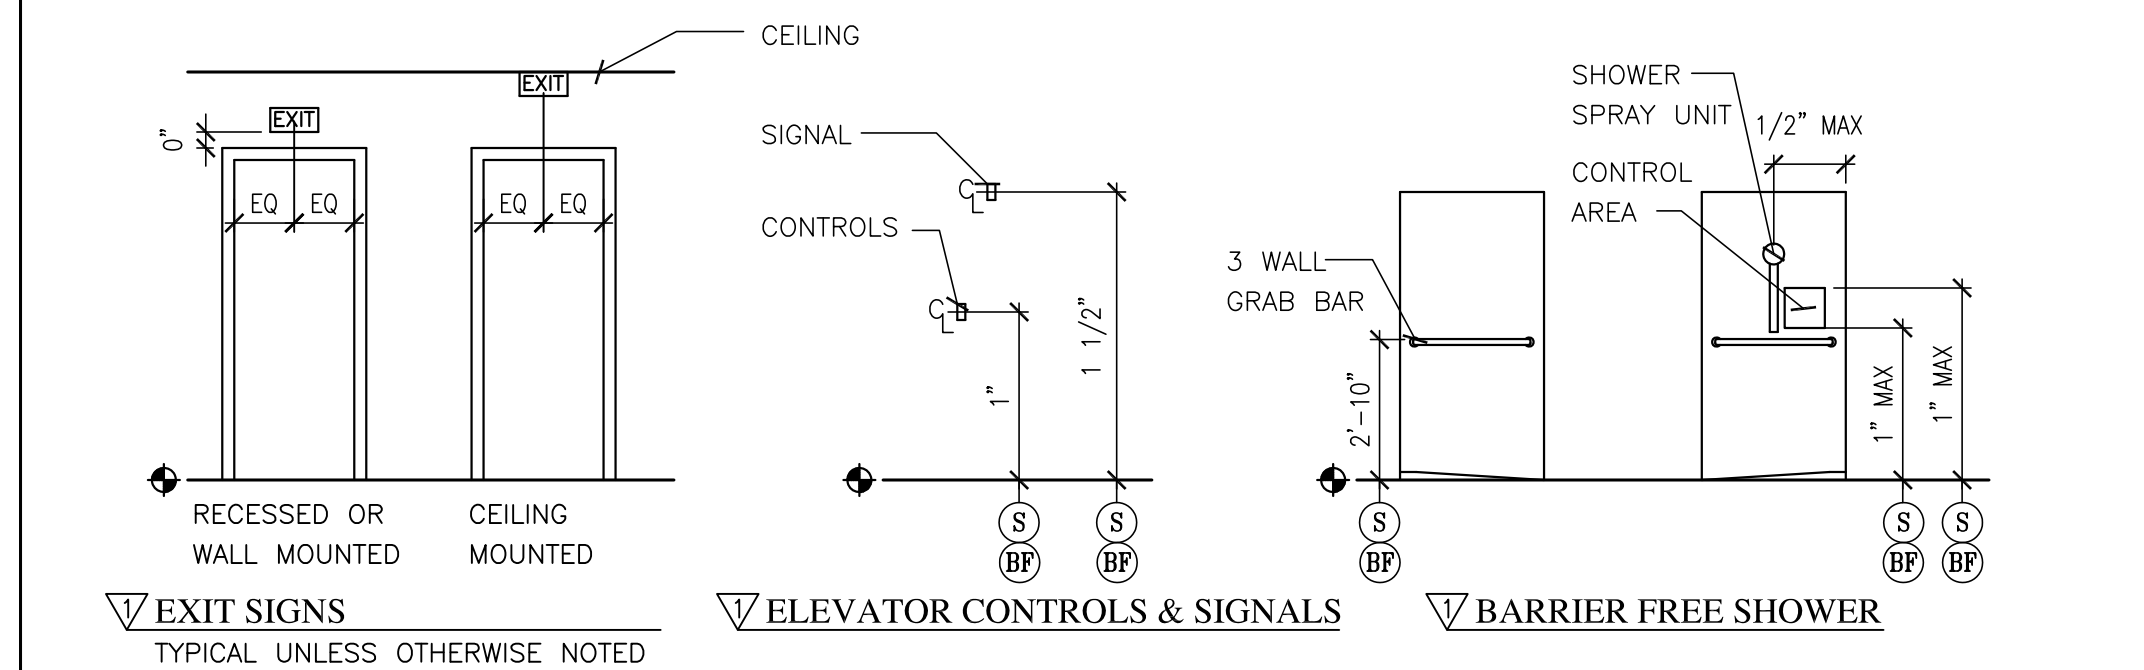 CEILING
EXIT
EXIT
0"
EQ EQ
EQ EQ
RECESSED OR
WALL MOUNTED
CEILING
MOUNTED
1 EXIT SIGNS
TYPICAL UNLESS OTHERWISE NOTED
SIGNAL
CL
CONTROLS
CL
1"
1 1/2"
S
BF
S
BF
1 ELEVATOR CONTROLS & SIGNALS
SHOWER
SPRAY UNIT
1/2" MAX
CONTROL
AREA
3 WALL
GRAB BAR
2'-10"
1" MAX
1" MAX
S
BF
S
BF
S
BF
1 BARRIER FREE SHOWER